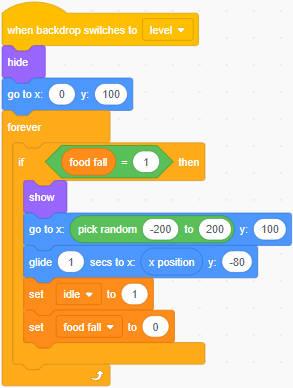 when backdrop switches to level
hide
go to x: 0 y: 100
forever
if food fall = 1 then
show
go to x: pick random -200 to 200 y: 100
glide 1 secs to x: x position y: -80
set idle to 1
set food fall to 0